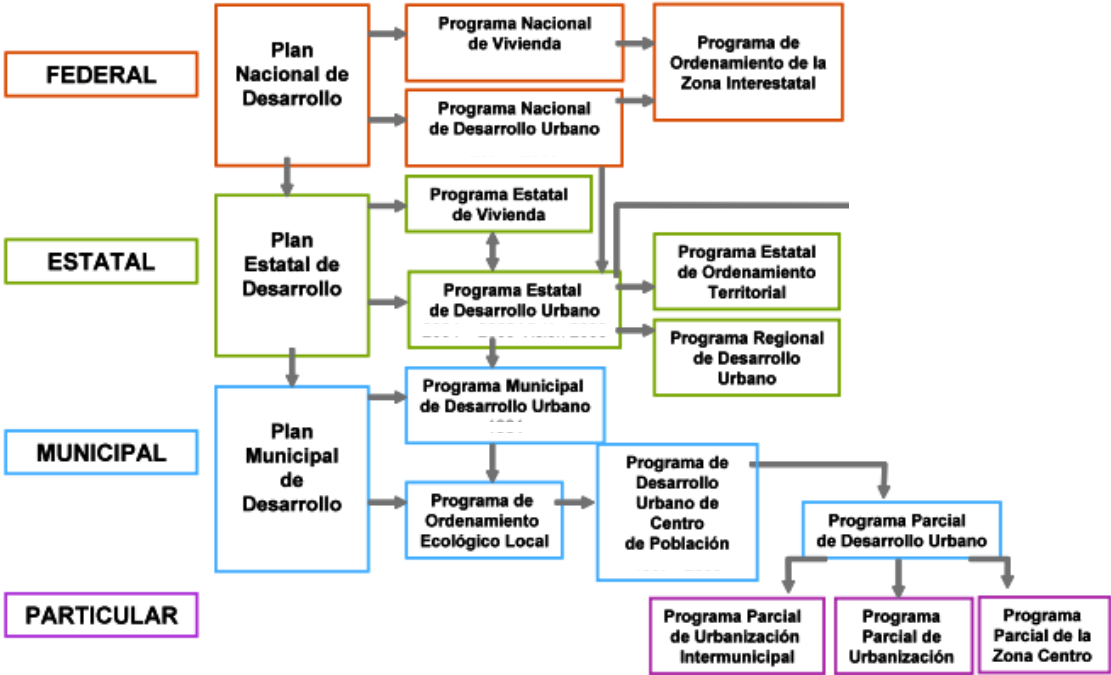 FEDERAL
Plan
Nacional de
Desarrollo
Programa Nacional
de Vivienda
Programa Nacional
de Desarrollo Urbano
Programa de
Ordenamiento de la
Zona Interestatal
ESTATAL
Plan
Estatal de
Desarrollo
Programa Estatal
de Vivienda
Programa Estatal
de Desarrollo Urbano
Programa Estatal
de Ordenamiento
Territorial
Programa Regional
de Desarrollo
Urbano
MUNICIPAL
Plan
Municipal
de
Desarrollo
Programa Municipal
de Desarrollo Urbano
Programa de
Ordenamiento
Ecológico Local
Programa de
Desarrollo
Urbano de
Centro
de Población
Programa Parcial
de Desarrollo Urbano
PARTICULAR
Programa Parcial
de Urbanización
Intermunicipal
Programa
Parcial de
Urbanización
Programa
Parcial de la
Zona Centro